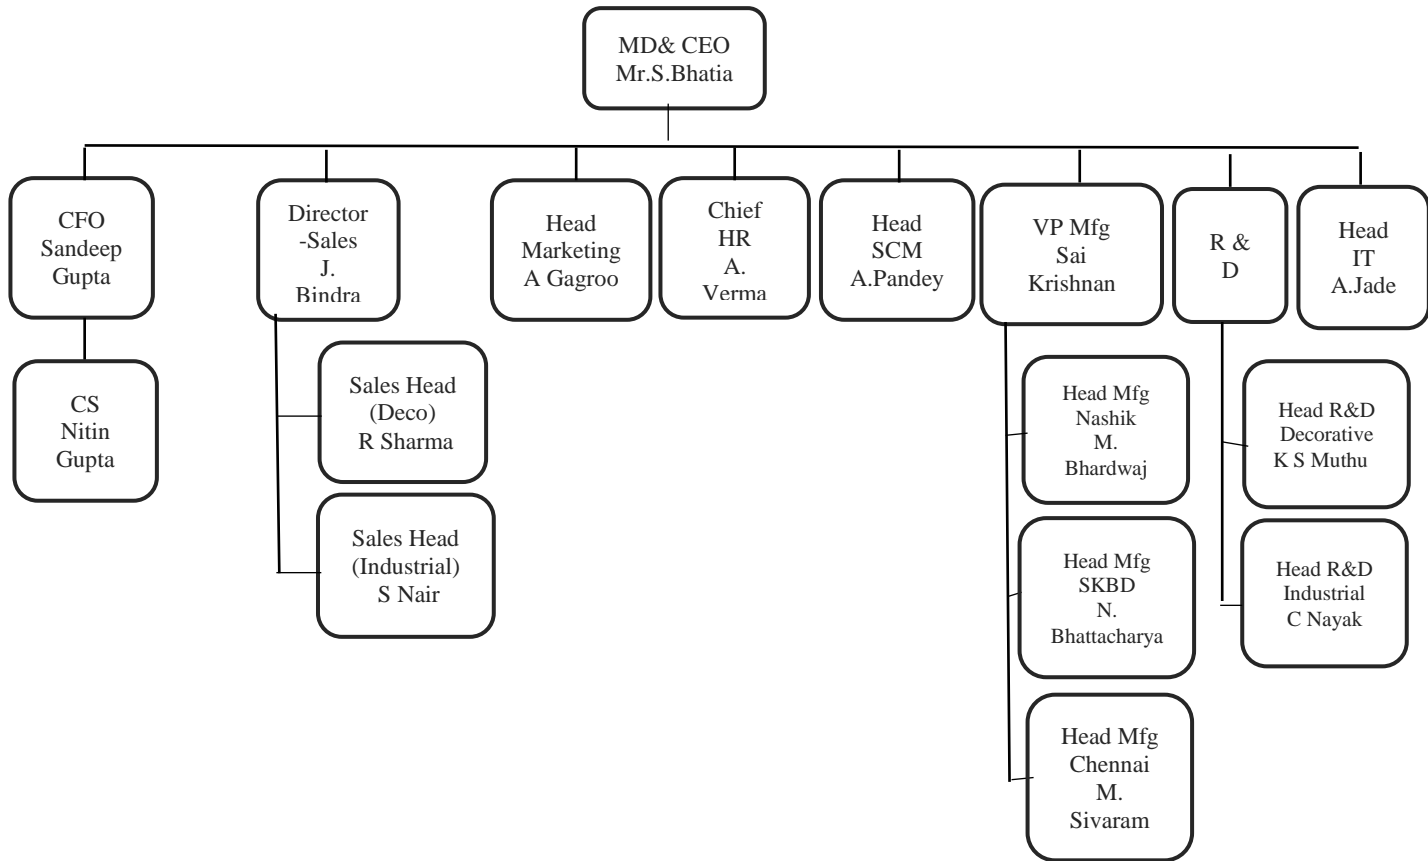 MD& CEO
Mr.S.Bhatia
CFO
Sandeep
Gupta
Director
-Sales
J.
Bindra
Head
Marketing
A Gagroo
Chief
HR
A.
Verma
Head
SCM
A.Pandey
VP Mfg
Sai
Krishnan
R &
D
Head
IT
A.Jade
CS
Nitin
Gupta
Sales Head
(Deco)
R Sharma
Sales Head
(Industrial)
S Nair
Head Mfg
Nashik
M.
Bhardwaj
Head Mfg
SKBD
N.
Bhattacharya
Head Mfg
Chennai
M.
Sivaram
Head R&D
Decorative
K S Muthu
Head R&D
Industrial
C Nayak